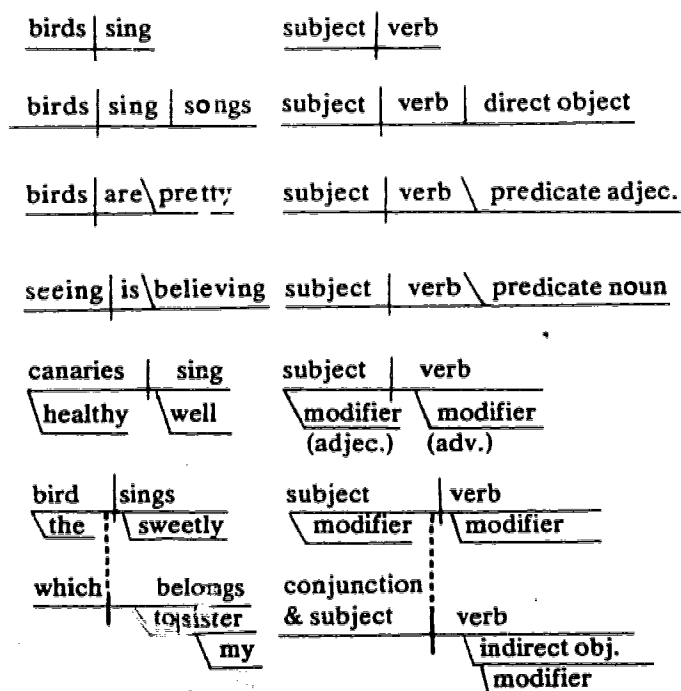 birds sing subject verb
birds sing songs subject verb direct object
birds are pretty subject verb predicate adjec.
seeing is believing subject verb predicate noun
canaries sing subject verb
healthy well modifier modifier
(adjec.) (adv.)
bird sings subject verb
the sweetly modifier modifier
which belongs conjunction
to sister & subject verb
my indirect obj.
modifier